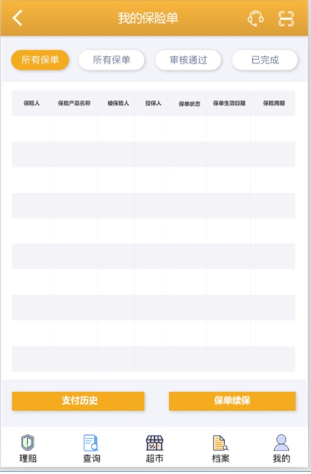 我的保险单
所有保单 所有保单 审核通过 已完成
保险人 保险产品名称 被保险人 投保人 保单状态 保单生效日期 保险周期
支付历史 保单续保
理赔 查询 超市 档案 我的